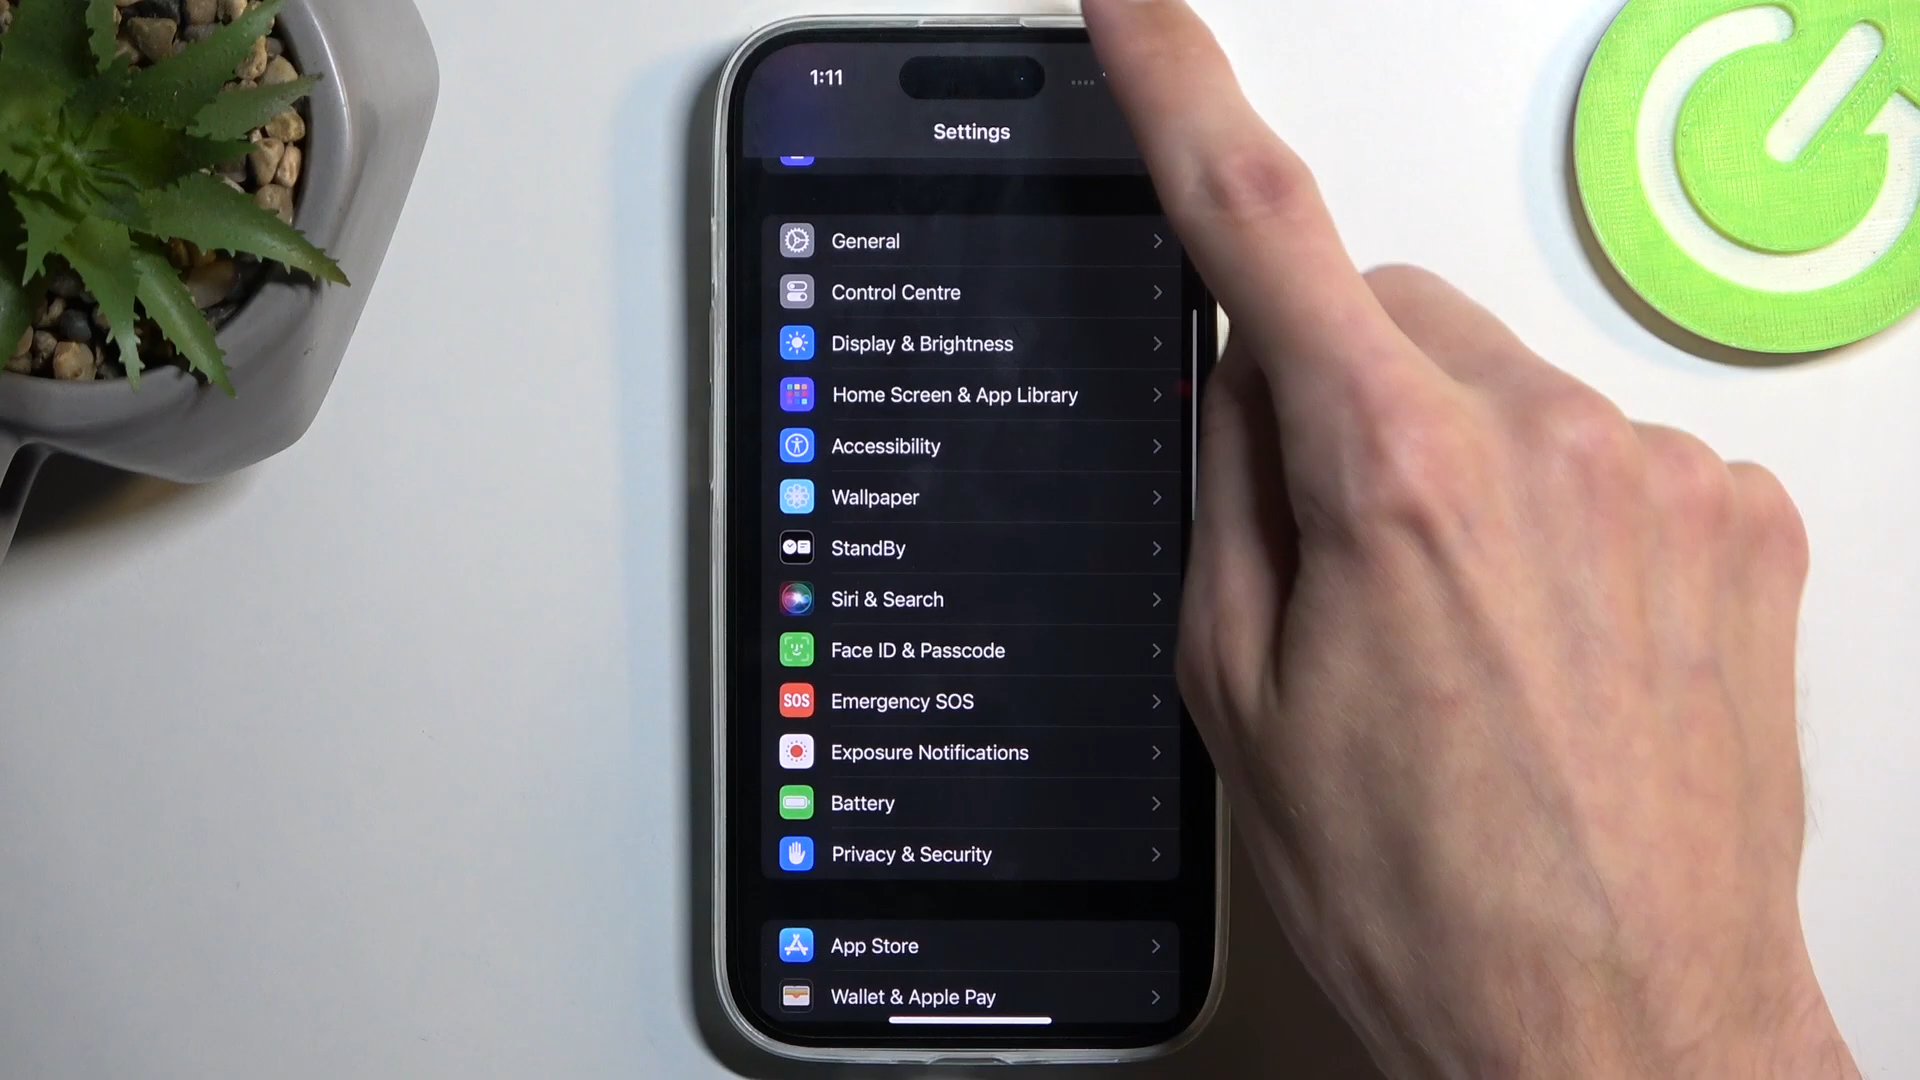 1:11
Settings
General
Control Centre
Display & Brightness
Home Screen & App Library
Accessibility
Wallpaper
StandBy
Siri & Search
Face ID & Passcode
SOS Emergency SOS
Exposure Notifications
Battery
Privacy & Security
App Store
Wallet & Apple Pay